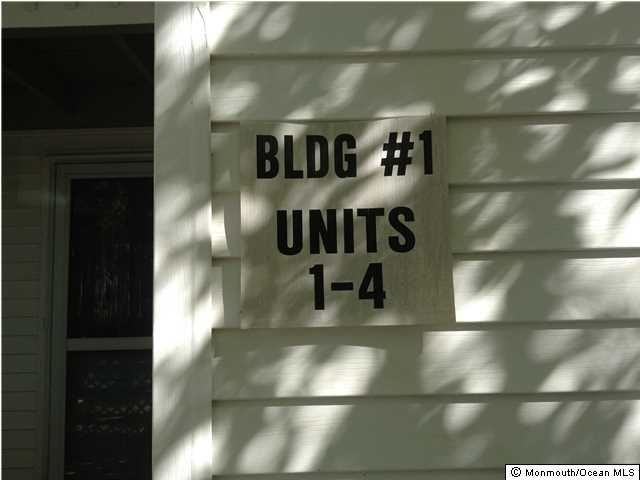 BLDG #1
UNITS
1-4
© Monmouth/Ocean MLS